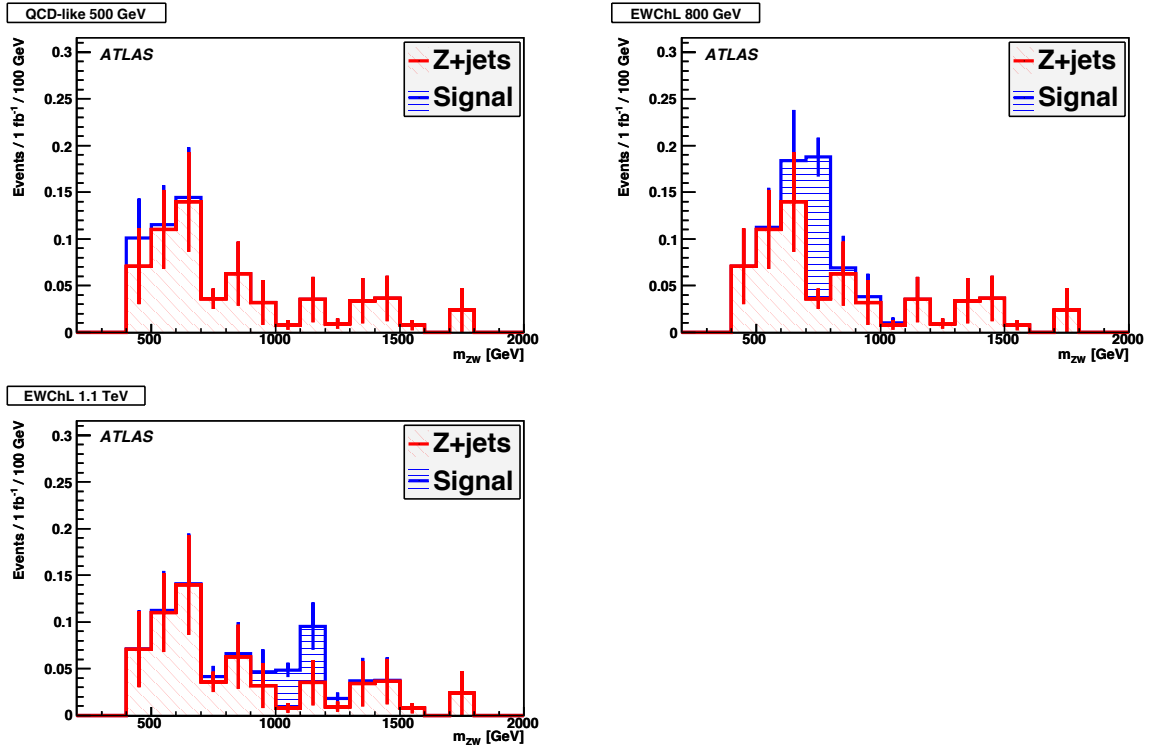 QCD-like 500 GeV
Events / 1 fb⁻¹ / 100 GeV
ATLAS
Z+jets
Signal
0.3
0.25
0.2
0.15
0.1
0.05
0
500
1000
1500
2000
m_ZW [GeV]
EWChL 800 GeV
Events / 1 fb⁻¹ / 100 GeV
ATLAS
Z+jets
Signal
0.3
0.25
0.2
0.15
0.1
0.05
0
500
1000
1500
2000
m_ZW [GeV]
EWChL 1.1 TeV
Events / 1 fb⁻¹ / 100 GeV
ATLAS
Z+jets
Signal
0.3
0.25
0.2
0.15
0.1
0.05
0
500
1000
1500
2000
m_ZW [GeV]